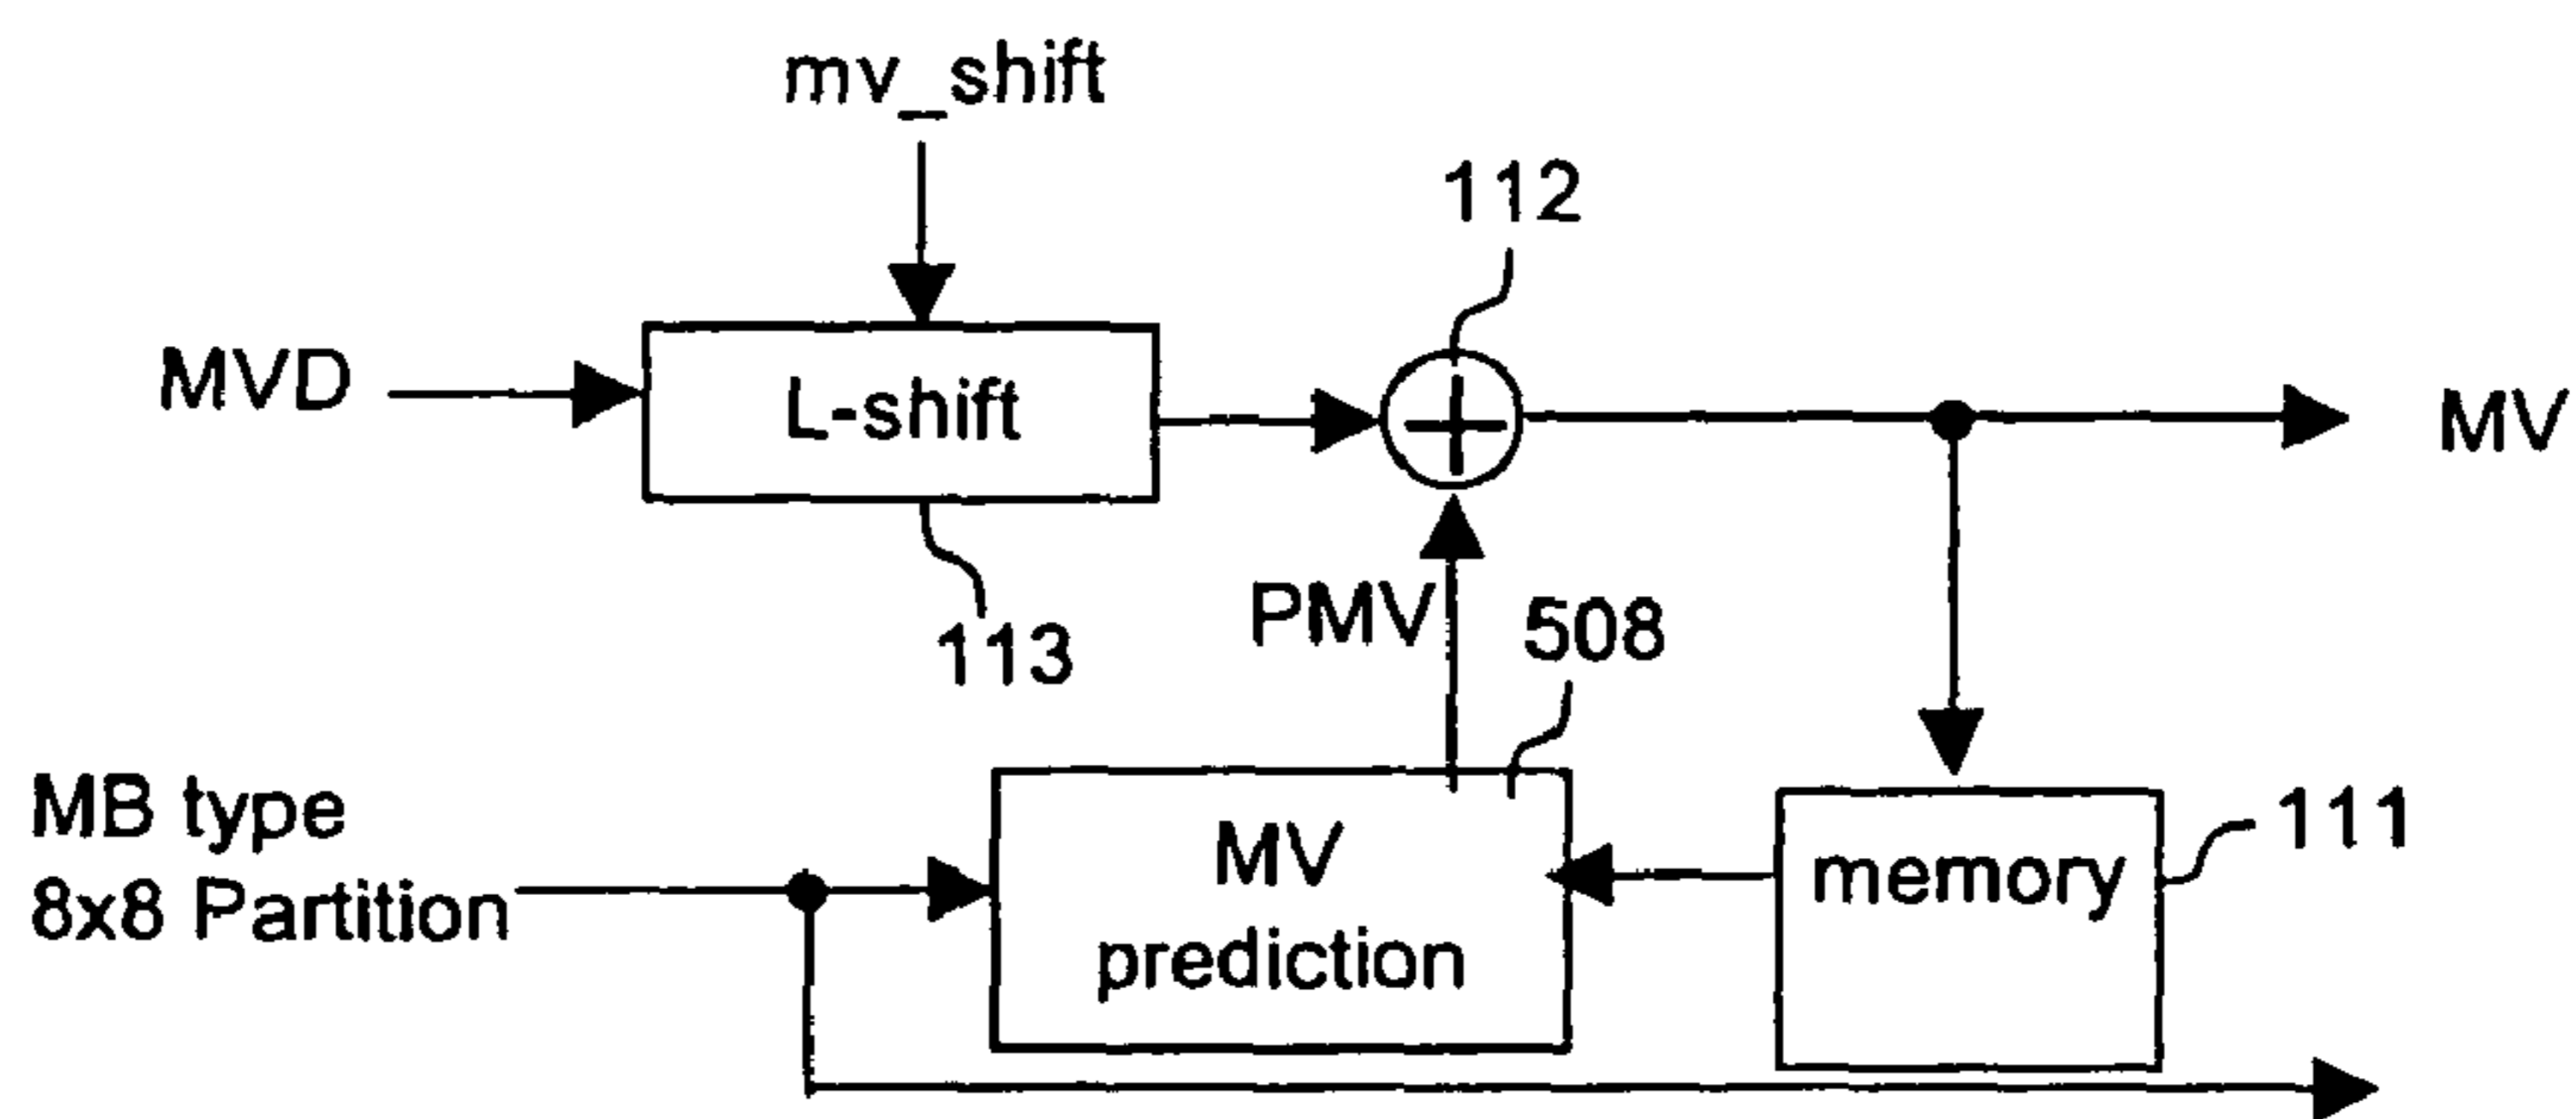 mv_shift
112
MVD
L-shift
MV
113
PMV
508
MB type
8x8 Partition
MV
prediction
memory
111